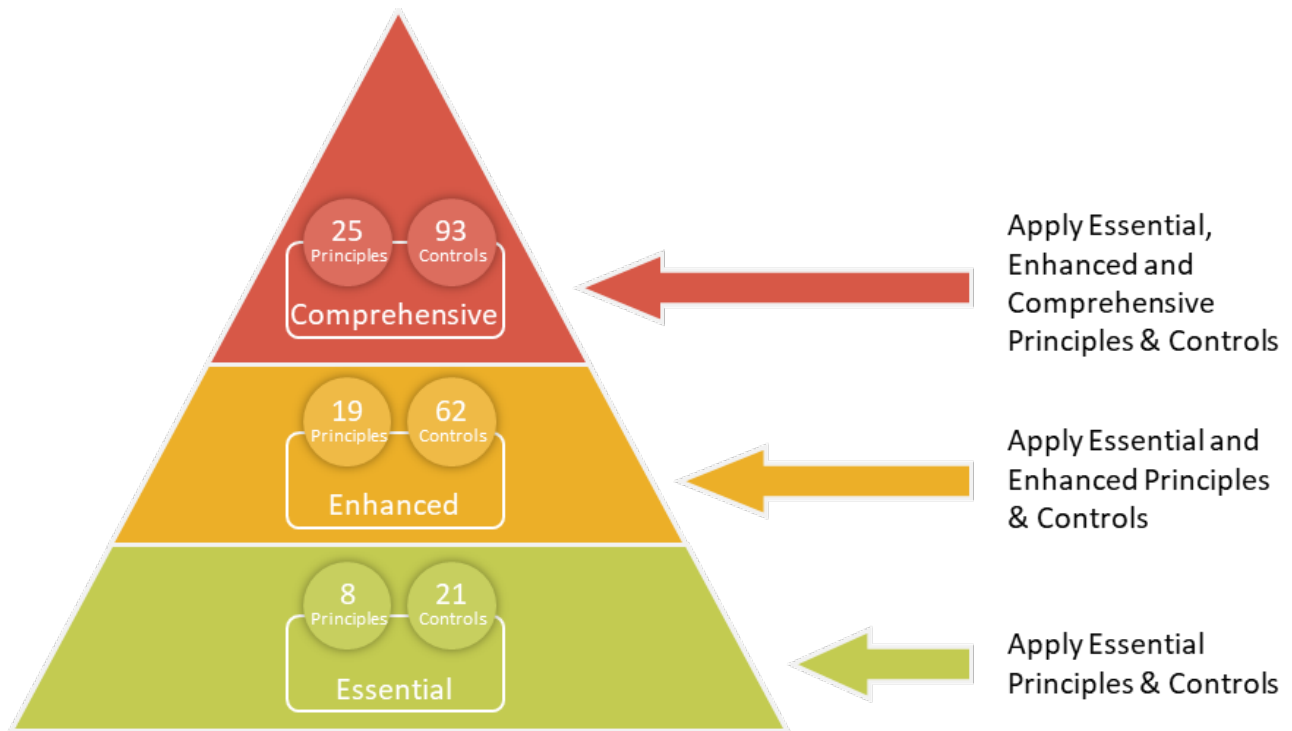 25
Principles
93
Controls
Comprehensive
Apply Essential,
Enhanced and
Comprehensive
Principles & Controls
19
Principles
62
Controls
Enhanced
Apply Essential and
Enhanced Principles
& Controls
8
Principles
21
Controls
Essential
Apply Essential
Principles & Controls